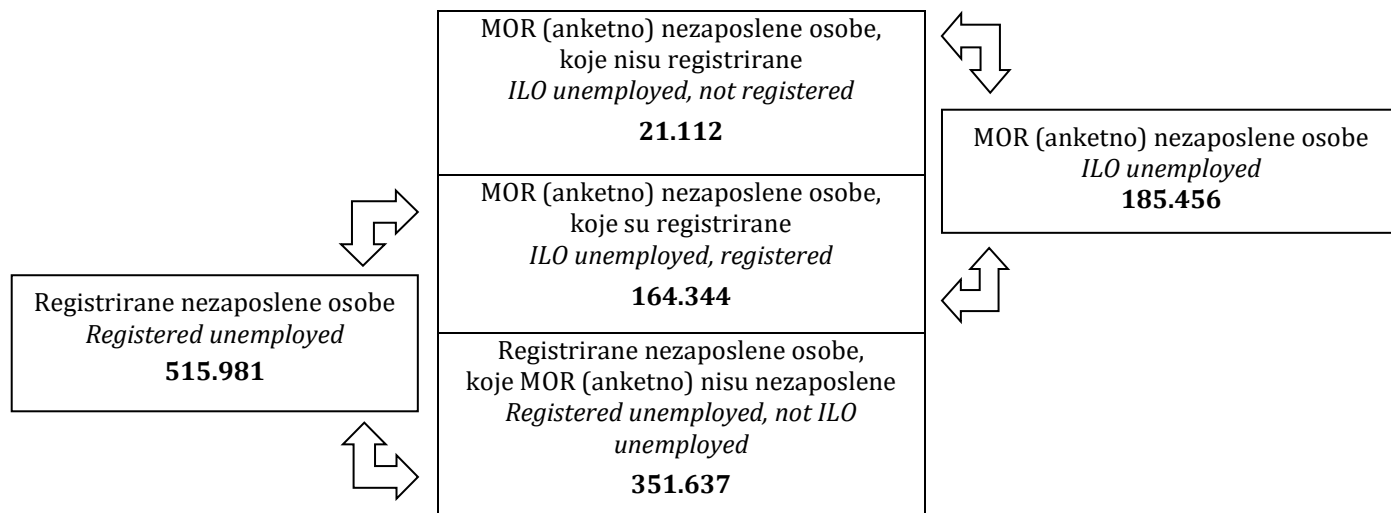 MOR (anketno) nezaposlene osobe,
koje nisu registrirane
ILO unemployed, not registered
21.112
MOR (anketno) nezaposlene osobe
ILO unemployed
185.456
MOR (anketno) nezaposlene osobe,
koje su registrirane
ILO unemployed, registered
164.344
Registrirane nezaposlene osobe
Registered unemployed
515.981
Registrirane nezaposlene osobe,
koje MOR (anketno) nisu nezaposlene
Registered unemployed, not ILO
unemployed
351.637